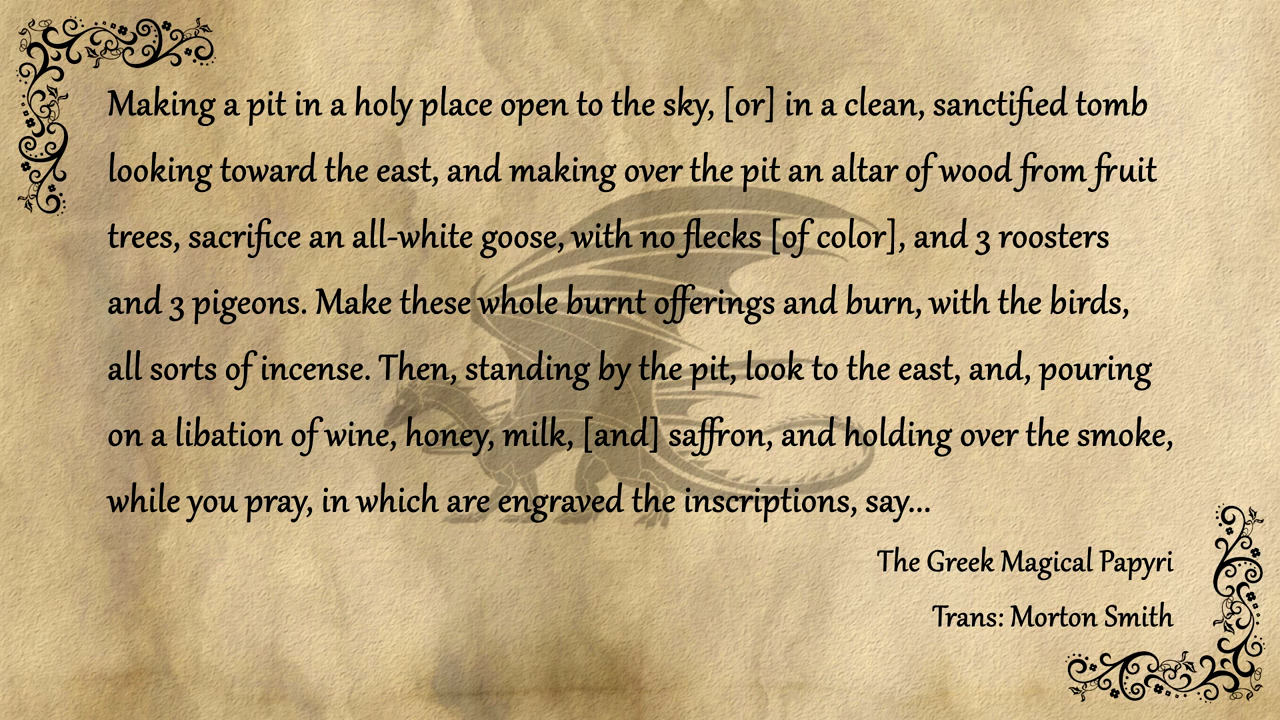 Making a pit in a holy place open to the sky, [or] in a clean, sanctified tomb
looking toward the east, and making over the pit an altar of wood from fruit
trees, sacrifice an all-white goose, with no flecks [of color], and 3 roosters
and 3 pigeons. Make these whole burnt offerings and burn, with the birds,
all sorts of incense. Then, standing by the pit, look to the east, and, pouring
on a libation of wine, honey, milk, [and] saffron, and holding over the smoke,
while you pray, in which are engraved the inscriptions, say...
The Greek Magical Papyri
Trans: Morton Smith